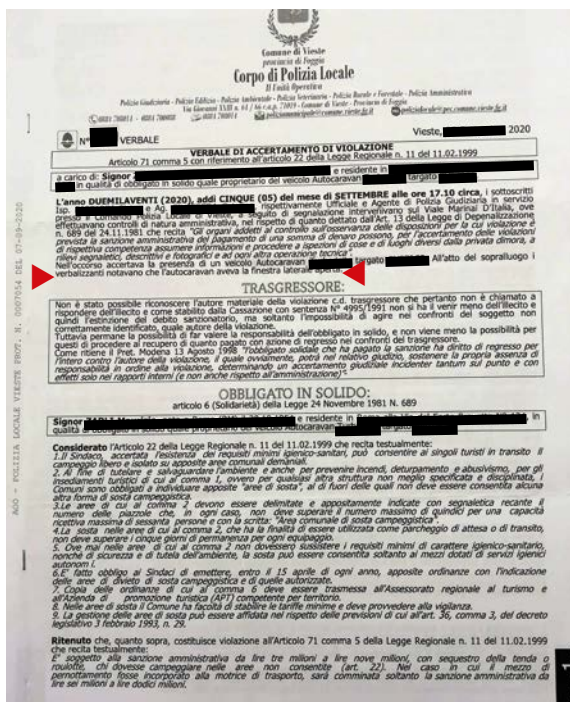 Comune di Vieste
provincia di Foggia
Corpo di Polizia Locale
II Unità Operativa
Polizia Giudiziaria - Polizia Edilizia - Polizia Ambientale - Polizia Veterinaria - Polizia Rurale e Forestale - Polizia Amministrativa
Via Giovanni XXIII n. 61 / 66 c.a.p. 71019 - Comune di Vieste - Provincia di Foggia
N° VERBALE Vieste, 2020
VERBALE DI ACCERTAMENTO DI VIOLAZIONE
Articolo 71 comma 5 con riferimento all'articolo 22 della Legge Regionale n. 11 del 11.02.1999
a carico di: Signor e residente in
in qualità di obbligato in solido quale proprietario del veicolo Autocaravan targato
L'anno DUEMILAVENTI (2020), addì CINQUE (05) del mese di SETTEMBRE alle ore 17.10 circa, i sottoscritti
Isp. e Ag. rispettivamente Ufficiale e Agente di Polizia Giudiziaria in servizio
presso il Comando Polizia Locale di Vieste, a seguito di segnalazione intervenivano sul Viale Marinai D'Italia, ove
effettuavano controlli di natura amministrativa, nel rispetto di quanto dettato dall'Art. 13 della Legge di Depenalizzazione
n. 689 del 24.11.1981 che recita "Gli organi addetti al controllo sull'osservanza delle disposizioni per la cui violazione è
prevista la sanzione amministrativa del pagamento di una somma di denaro possono, per l'accertamento delle violazioni
di rispettiva competenza assumere informazioni e procedere a ispezioni di cose e di luoghi diversi dalla privata dimora, a
rilievi segnaletici, descrittivi e fotografici e ad ogni altra operazione tecnica".
Nell'occorso accertava la presenza di un veicolo Autocaravan targato All'atto del sopralluogo i
verbalizzanti notavano che l'autocaravan aveva la finestra laterale aperta.
TRASGRESSORE:
Non è stato possibile riconoscere l'autore materiale della violazione c.d. trasgressore che pertanto non è chiamato a
rispondere dell'illecito e come stabilito dalla Cassazione con sentenza N° 4995/1991 non si ha il venir meno dell'illecito e
quindi l'estinzione del debito sanzionatorio, ma soltanto l'impossibilità di agire nei confronti del soggetto non
correttamente identificato, quale autore della violazione.
Tuttavia permane la possibilità di far valere la responsabilità dell'obbligato in solido, e non viene meno la possibilità per
questi di procedere al recupero di quanto pagato con azione di regresso nei confronti del trasgressore.
Come ritiene il Pret. Modena 13 Agosto 1998 "l'obbligato solidale che ha pagato la sanzione ha diritto di regresso per
l'intero contro l'autore della violazione, il quale ovviamente, potrà nel relativo giudizio, sostenere la propria assenza di
responsabilità in ordine alla violazione, determinando un accertamento giudiziale incidenter tantum sul punto e con
effetti solo nei rapporti interni (e non anche rispetto all'amministrazione)".
OBBLIGATO IN SOLIDO:
articolo 6 (Solidarietà) della Legge 24 Novembre 1981 N. 689
Signor e residente in in
qualità di obbligato in solido quale proprietario del veicolo Autocaravan targato
Considerato l'Articolo 22 della Legge Regionale n. 11 del 11.02.1999 che recita testualmente:
1.Il Sindaco, accertata l'esistenza dei requisiti minimi igienico-sanitari, può consentire ai singoli turisti in transito il
campeggio libero e isolato su apposite aree comunali demaniali.
2. Al fine di tutelare e salvaguardare l'ambiente e anche per prevenire incendi, deturpamento e abusivismo, per gli
insediamenti turistici di cui al comma 1, ovvero per qualsiasi altra struttura non meglio specificata e disciplinata, i
Comuni sono obbligati a individuare apposite "aree di sosta", al di fuori delle quali non deve essere consentita alcuna
altra forma di sosta campeggistica.
3.Le aree di cui al comma 2 devono essere delimitate e appositamente indicate con segnaletica recante il
numero delle piazzole che, in ogni caso, non deve superare il numero massimo di quindici per una capacità
ricettiva massima di sessanta persone e con la scritta: "Area comunale di sosta campeggistica".
4.La sosta nelle aree di cui al comma 2, che ha la finalità di essere utilizzata come parcheggio di attesa o di transito,
non deve superare i cinque giorni di permanenza per ogni equipaggio.
5. Ove mai nelle aree di cui al comma 2 non dovessero sussistere i requisiti minimi di carattere igienico-sanitario,
nonché di sicurezza e di tutela dell'ambiente, la sosta può essere consentita soltanto ai mezzi dotati di servizi igienici
autonom i.
6.E' fatto obbligo ai Sindaci di emettere, entro il 15 aprile di ogni anno, apposite ordinanze con l'indicazione
delle aree di divieto di sosta campeggistica e di quelle autorizzate.
7. Copia delle ordinanze di cui al comma 6 deve essere trasmessa all'Assessorato regionale al turismo e
all'Azienda di promozione turistica (APT) competente per territorio.
8. Nelle aree di sosta il Comune ha facoltà di stabilire le tariffe minime e deve provvedere alla vigilanza.
9. La gestione delle aree di sosta può essere affidata nel rispetto delle previsioni di cui all'art. 36, comma 3, del decreto
legislativo 3 febbraio 1993, n. 29.
Ritenuto che, quanto sopra, costituisce violazione all'Articolo 71 comma 5 della Legge Regionale n. 11 del 11.02.1999
che recita testualmente:
E' soggetto alla sanzione amministrativa da lire tre milioni a lire nove milioni, con sequestro della tenda o
roulotte, chi dovesse campeggiare nelle aree non consentite (art. 22). Nel caso in cui il mezzo di
pernottamento fosse incorporato alla motrice di trasporto, sarà comminata soltanto la sanzione amministrativa da
lire sei milioni a lire dodici milioni.
AOO - POLIZIA LOCALE VIESTE PROT. N. 0007054 DEL 07-09-2020
1